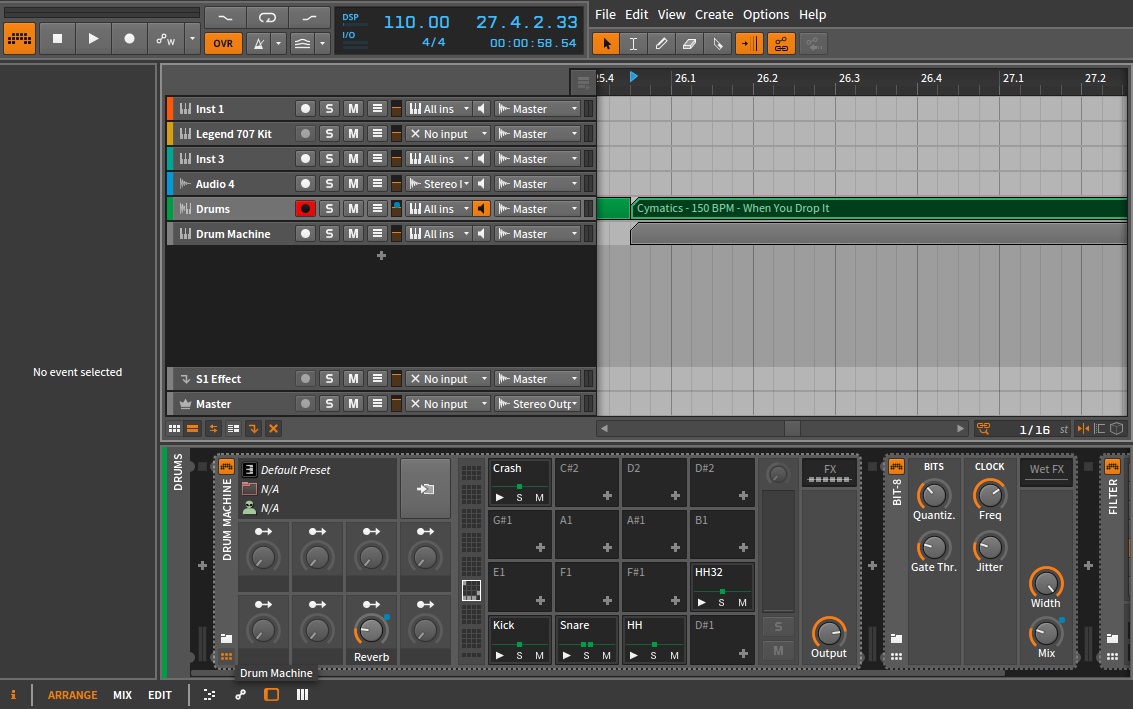 File Edit View Create Options Help
DSP 110.00 27.4.2.33
I/O 4/4 00:00:58.54
OVR
25.4 26.1 26.2 26.3 26.4 27.1 27.2
Inst 1 S M All ins Master
Legend 707 Kit S M No input Master
Inst 3 S M All ins Master
Audio 4 S M Stereo I Master
Drums S M All ins Master Cymatics - 150 BPM - When You Drop It
Drum Machine S M All ins Master
No event selected
S1 Effect S M No input Master
Master S M No input Stereo Outp
1/16 st
DRUMS
DRUM MACHINE
Default Preset
N/A
N/A
Reverb
Crash C#2 D2 D#2
S M
G#1 A1 A#1 B1
E1 F1 F#1 HH32
S M
Kick Snare HH D#1
S M S M S M
S
M
FX
Output
BIT-8
BITS CLOCK Wet FX
Quantiz. Freq
Gate Thr. Jitter
Width
Mix
FILTER
Drum Machine
i ARRANGE MIX EDIT